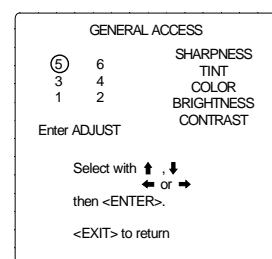 GENERAL ACCESS
5 6 SHARPNESS
3 4 TINT
1 2 COLOR
BRIGHTNESS
CONTRAST
Enter ADJUST
Select with ↑ , ↓
← or →
then <ENTER>.
<EXIT> to return